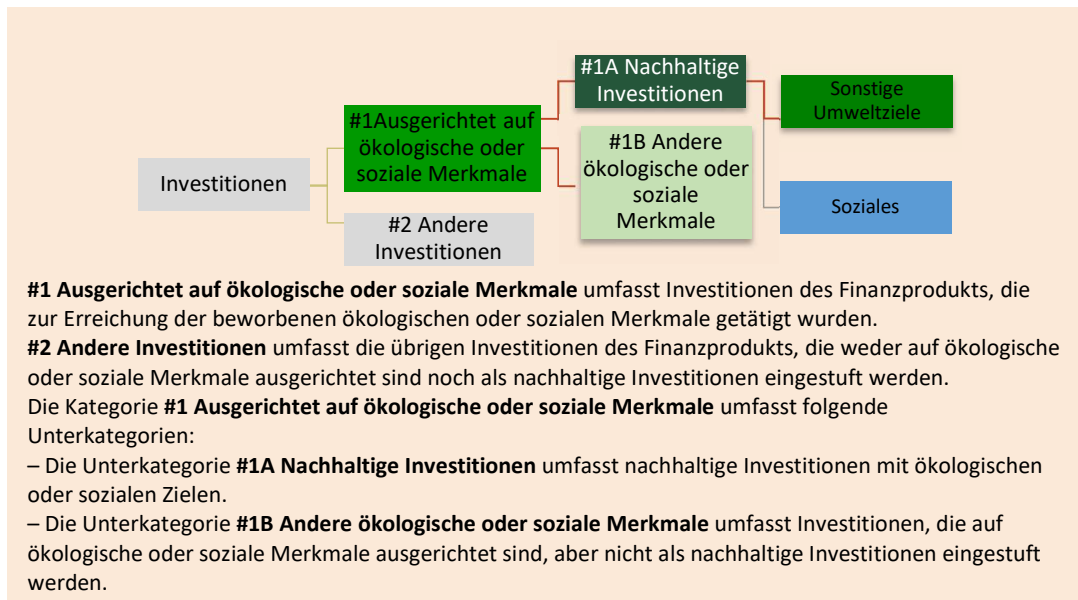 Investitionen
#1Ausgerichtet auf
ökologische oder
soziale Merkmale
#2 Andere
Investitionen
#1A Nachhaltige
Investitionen
#1B Andere
ökologische oder
soziale
Merkmale
Sonstige
Umweltziele
Soziales
#1 Ausgerichtet auf ökologische oder soziale Merkmale umfasst Investitionen des Finanzprodukts, die
zur Erreichung der beworbenen ökologischen oder sozialen Merkmale getätigt wurden.
#2 Andere Investitionen umfasst die übrigen Investitionen des Finanzprodukts, die weder auf ökologische
oder soziale Merkmale ausgerichtet sind noch als nachhaltige Investitionen eingestuft werden.
Die Kategorie #1 Ausgerichtet auf ökologische oder soziale Merkmale umfasst folgende
Unterkategorien:
– Die Unterkategorie #1A Nachhaltige Investitionen umfasst nachhaltige Investitionen mit ökologischen
oder sozialen Zielen.
– Die Unterkategorie #1B Andere ökologische oder soziale Merkmale umfasst Investitionen, die auf
ökologische oder soziale Merkmale ausgerichtet sind, aber nicht als nachhaltige Investitionen eingestuft
werden.